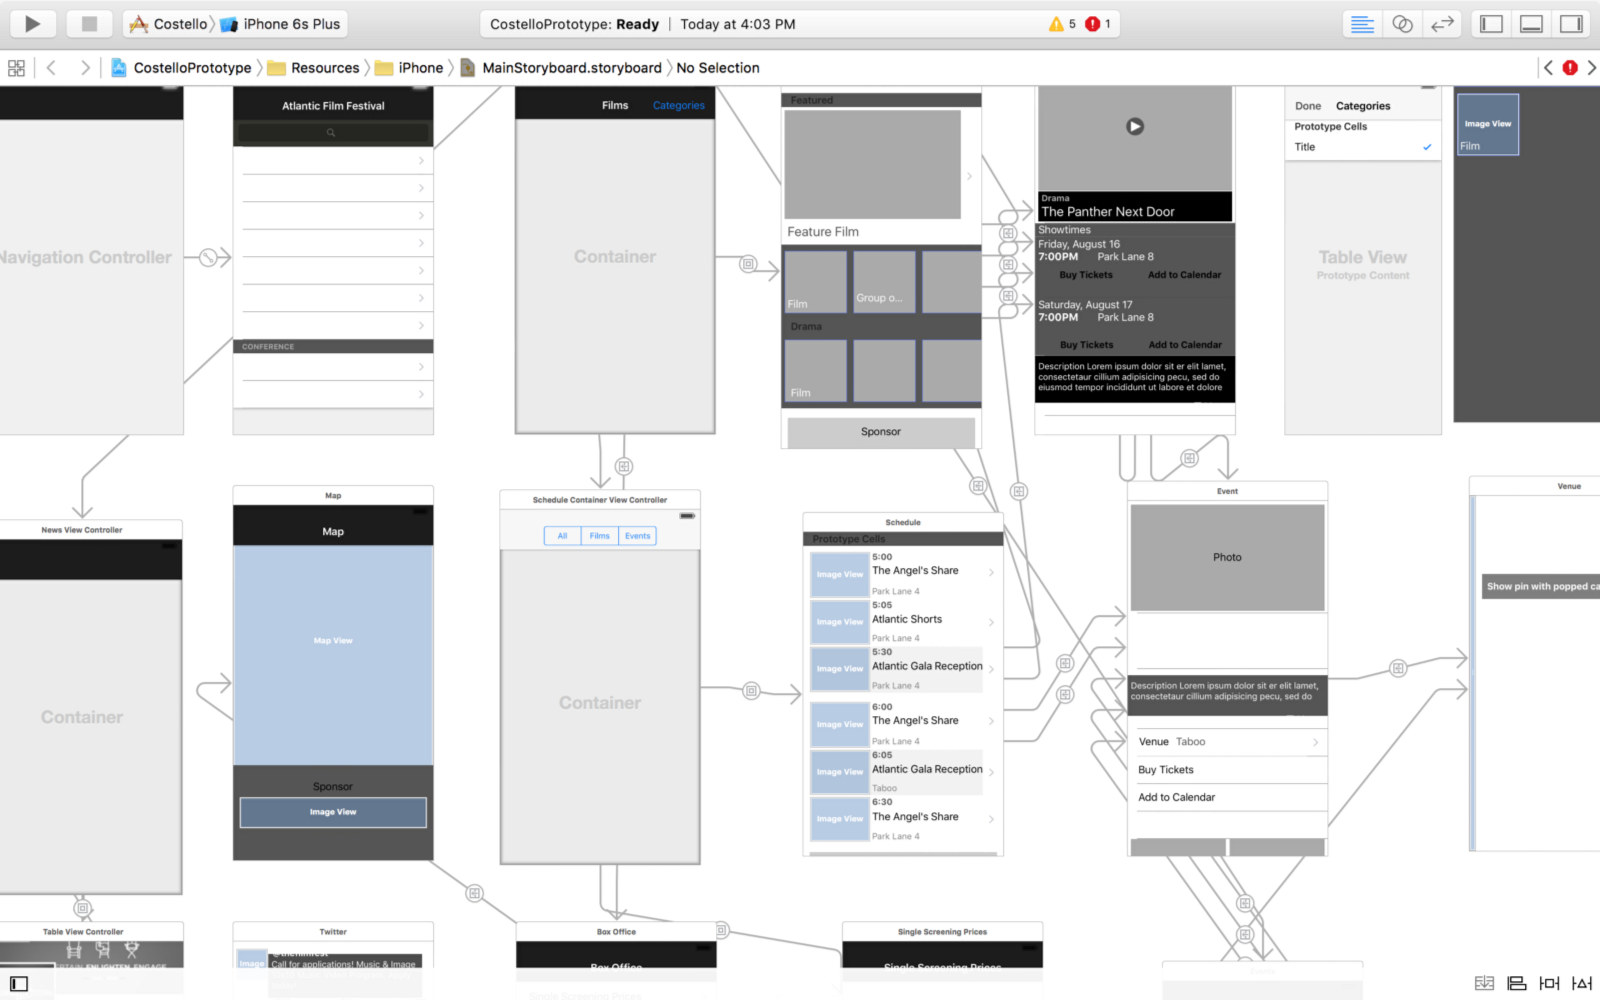 Costello
iPhone 6s Plus
CostelloPrototype: Ready | Today at 4:03 PM
5
1
CostelloPrototype
Resources
iPhone
MainStoryboard.storyboard
No Selection
Navigation Controller
Atlantic Film Festival
CONFERENCE
Films
Categories
Container
Featured
Feature Film
Film
Group o...
Drama
Film
Sponsor
Drama
The Panther Next Door
Showtimes
Friday, August 16
7:00PM Park Lane 8
Buy Tickets Add to Calendar
Saturday, August 17
7:00PM Park Lane 8
Buy Tickets Add to Calendar
Description Lorem ipsum dolor sit er elit lamet,
consectetaur cillium adipisicing pecu, sed do
eiusmod tempor incididunt ut labore et dolore
Done Categories
Prototype Cells
Title
Table View
Prototype Content
Image View
Film
News View Controller
Container
Map
Map
Map View
Sponsor
Image View
Schedule Container View Controller
All Films Events
Container
Schedule
Prototype Cells
Image View
5:00
The Angel's Share
Park Lane 4
Image View
5:05
Atlantic Shorts
Park Lane 4
Image View
5:30
Atlantic Gala Reception
Park Lane 4
Image View
6:00
The Angel's Share
Park Lane 4
Image View
6:05
Atlantic Gala Reception
Taboo
Image View
6:30
The Angel's Share
Park Lane 4
Event
Photo
Description Lorem ipsum dolor sit er elit lamet,
consectetaur cillium adipisicing pecu, sed do
Venue Taboo
Buy Tickets
Add to Calendar
Venue
Show pin with popped ca
Table View Controller
ERTAIN ENLIGHTEN ENGAGE
Twitter
Image
@thefilmfest
Call for applications! Music & Image
Box Office
Box Office
Single Screening Prices
Single Screening Prices
Single Screening Prices